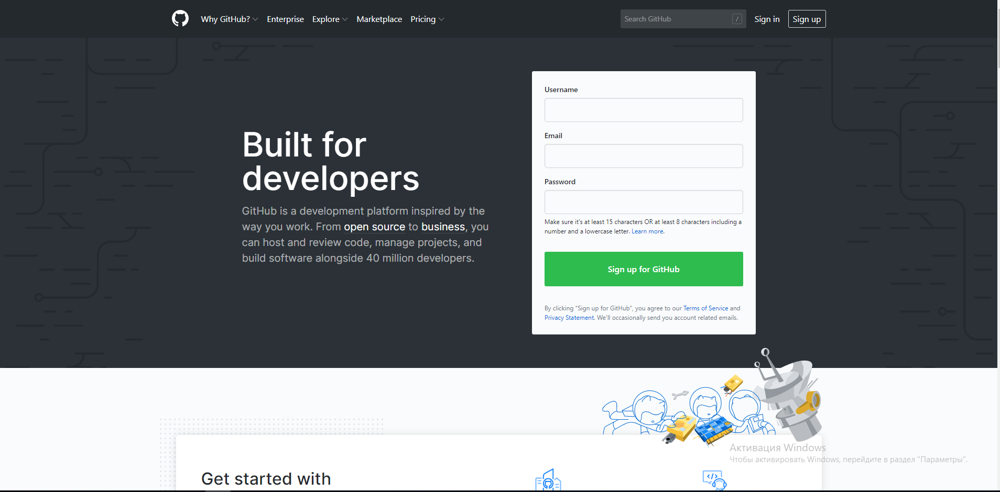 Why GitHub? Enterprise Explore Marketplace Pricing Search GitHub / Sign in Sign up
Built for
developers
GitHub is a development platform inspired by the
way you work. From open source to business, you
can host and review code, manage projects, and
build software alongside 40 million developers.
Username
Email
Password
Make sure it's at least 15 characters OR at least 8 characters including a
number and a lowercase letter. Learn more.
Sign up for GitHub
By clicking “Sign up for GitHub”, you agree to our Terms of Service and
Privacy Statement. We’ll occasionally send you account related emails.
Активация Windows
Чтобы активировать Windows, перейдите в раздел "Параметры".
Get started with